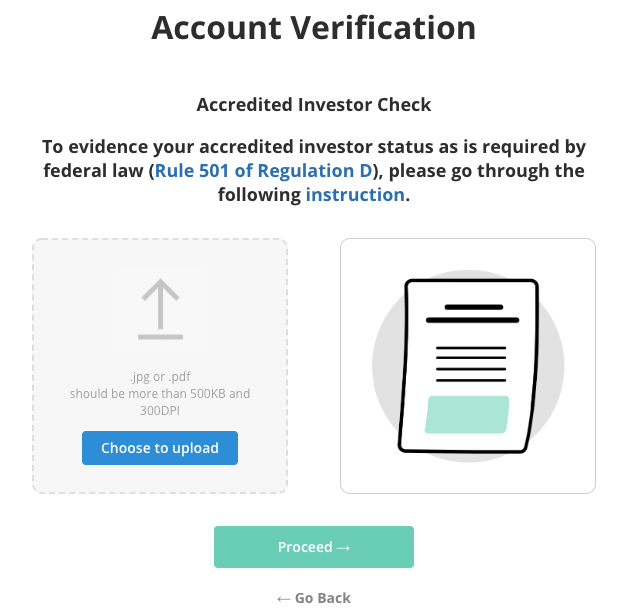 Account Verification
Accredited Investor Check
To evidence your accredited investor status as is required by
federal law (Rule 501 of Regulation D), please go through the
following instruction.
.jpg or .pdf
should be more than 500KB and
300DPI
Choose to upload
Proceed →
← Go Back